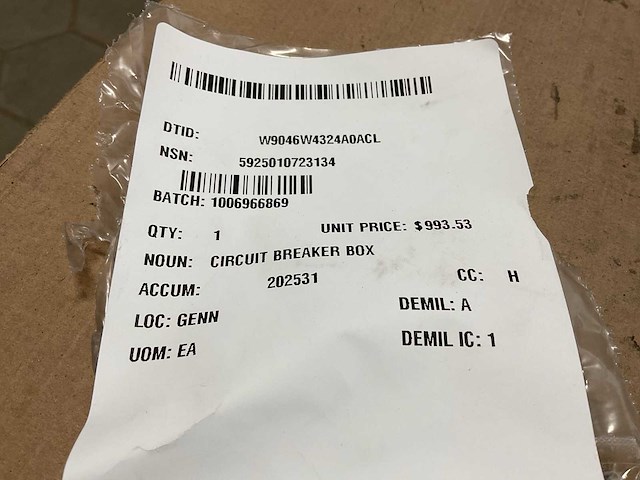 DTID: W9046W4324A0ACL
NSN: 5925010723134
BATCH: 1006966869
QTY: 1 UNIT PRICE: $993.53
NOUN: CIRCUIT BREAKER BOX
ACCUM: 202531 CC: H
LOC: GENN DEMIL: A
UOM: EA DEMIL IC: 1